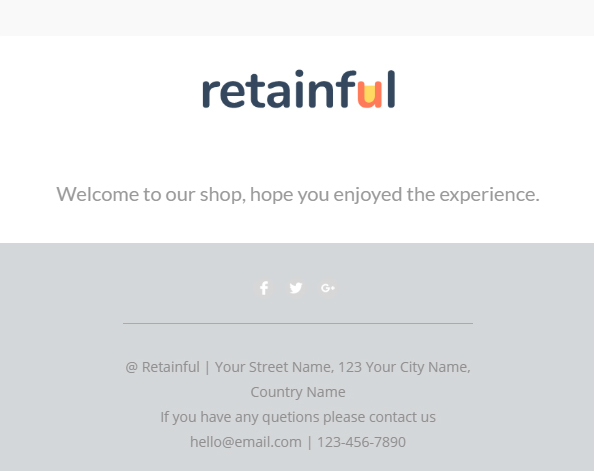 retainful
Welcome to our shop, hope you enjoyed the experience.
@ Retainful | Your Street Name, 123 Your City Name,
Country Name
If you have any quetions please contact us
hello@email.com | 123-456-7890